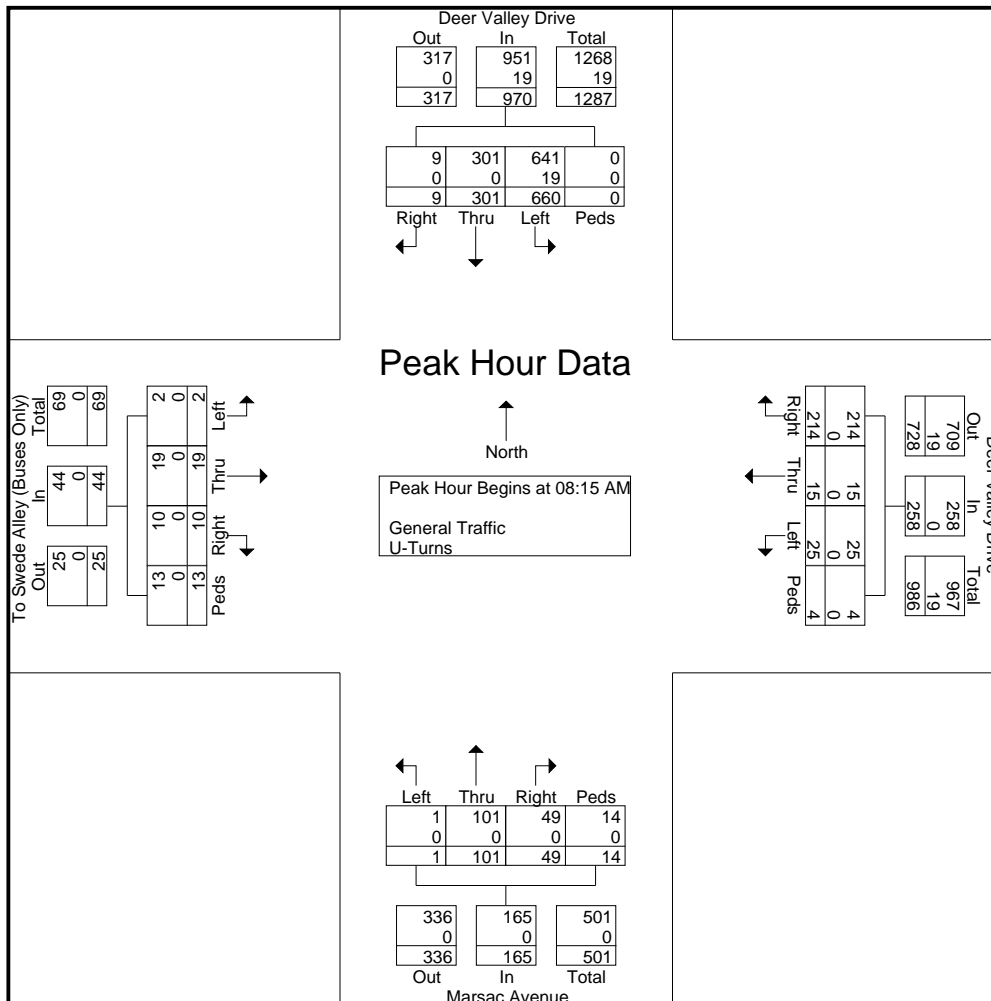 Deer Valley Drive
Out In Total
317 951 1268
0 19 19
317 970 1287
9 301 641 0
0 0 19 0
9 301 660 0
Right Thru Left Peds
Peak Hour Data
North
Peak Hour Begins at 08:15 AM
General Traffic
U-Turns
To Swede Alley (Buses Only)
Out In Total
25 44 69
0 0 0
25 44 69
13 10 19 2
0 0 0 0
13 10 19 2
Peds Right Thru Left
Right Thru Left Peds
214 15 25 4
0 0 0 0
214 15 25 4
Out In Total
709 258 967
19 0 19
728 258 986
Deer Valley Drive
Left Thru Right Peds
1 101 49 14
0 0 0 0
1 101 49 14
336 165 501
0 0 0
336 165 501
Out In Total
Marsac Avenue